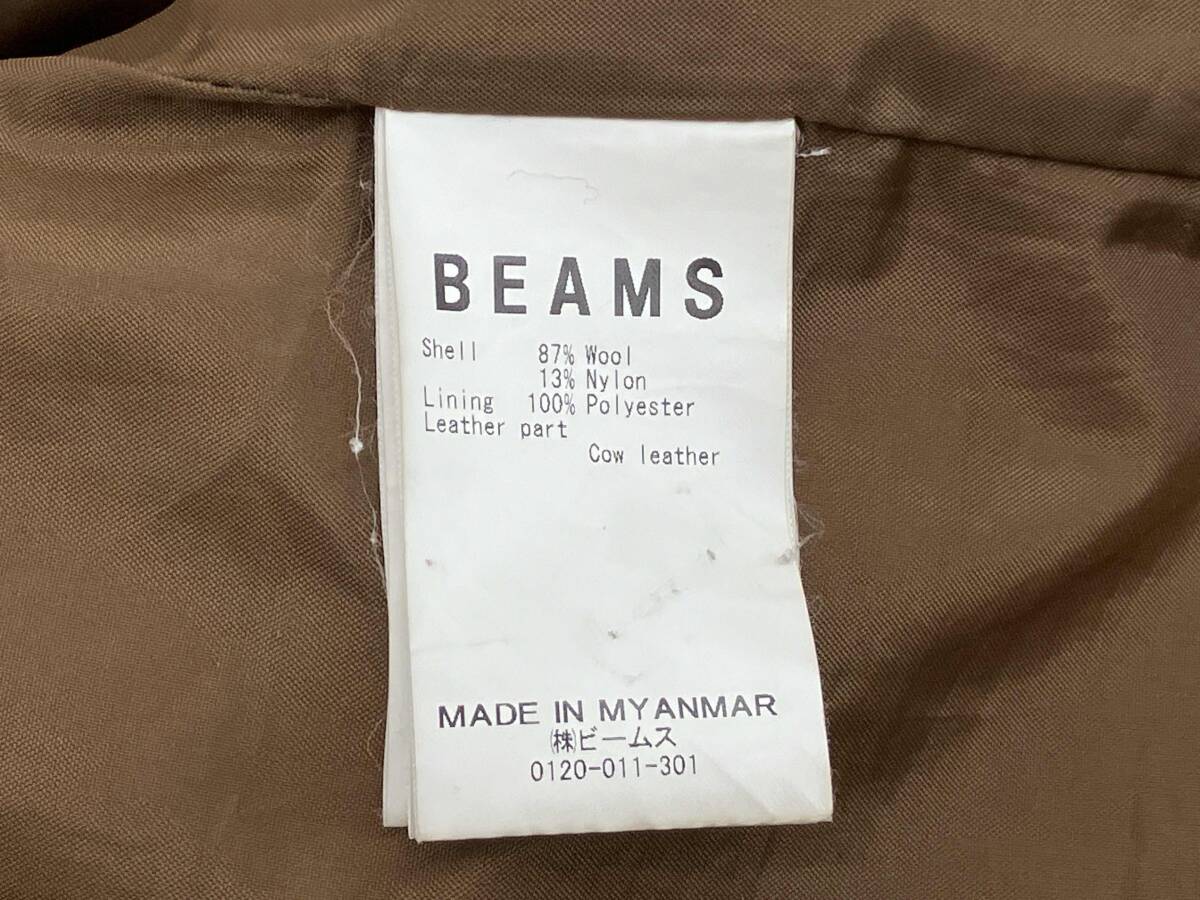 BEAMS
Shell 87% Wool
13% Nylon
Lining 100% Polyester
Leather part
Cow leather
MADE IN MYANMAR
㈱ビームス
0120-011-301